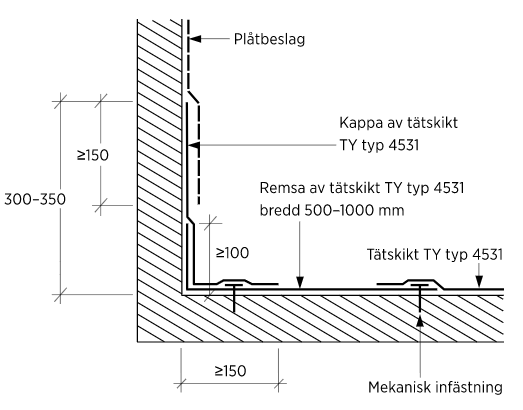 Plåtbeslag
Kappa av tätskikt
TY typ 4531
≥150
300–350
Remsa av tätskikt TY typ 4531
bredd 500–1000 mm
≥100
Tätskikt TY typ 4531
≥150
Mekanisk infästning